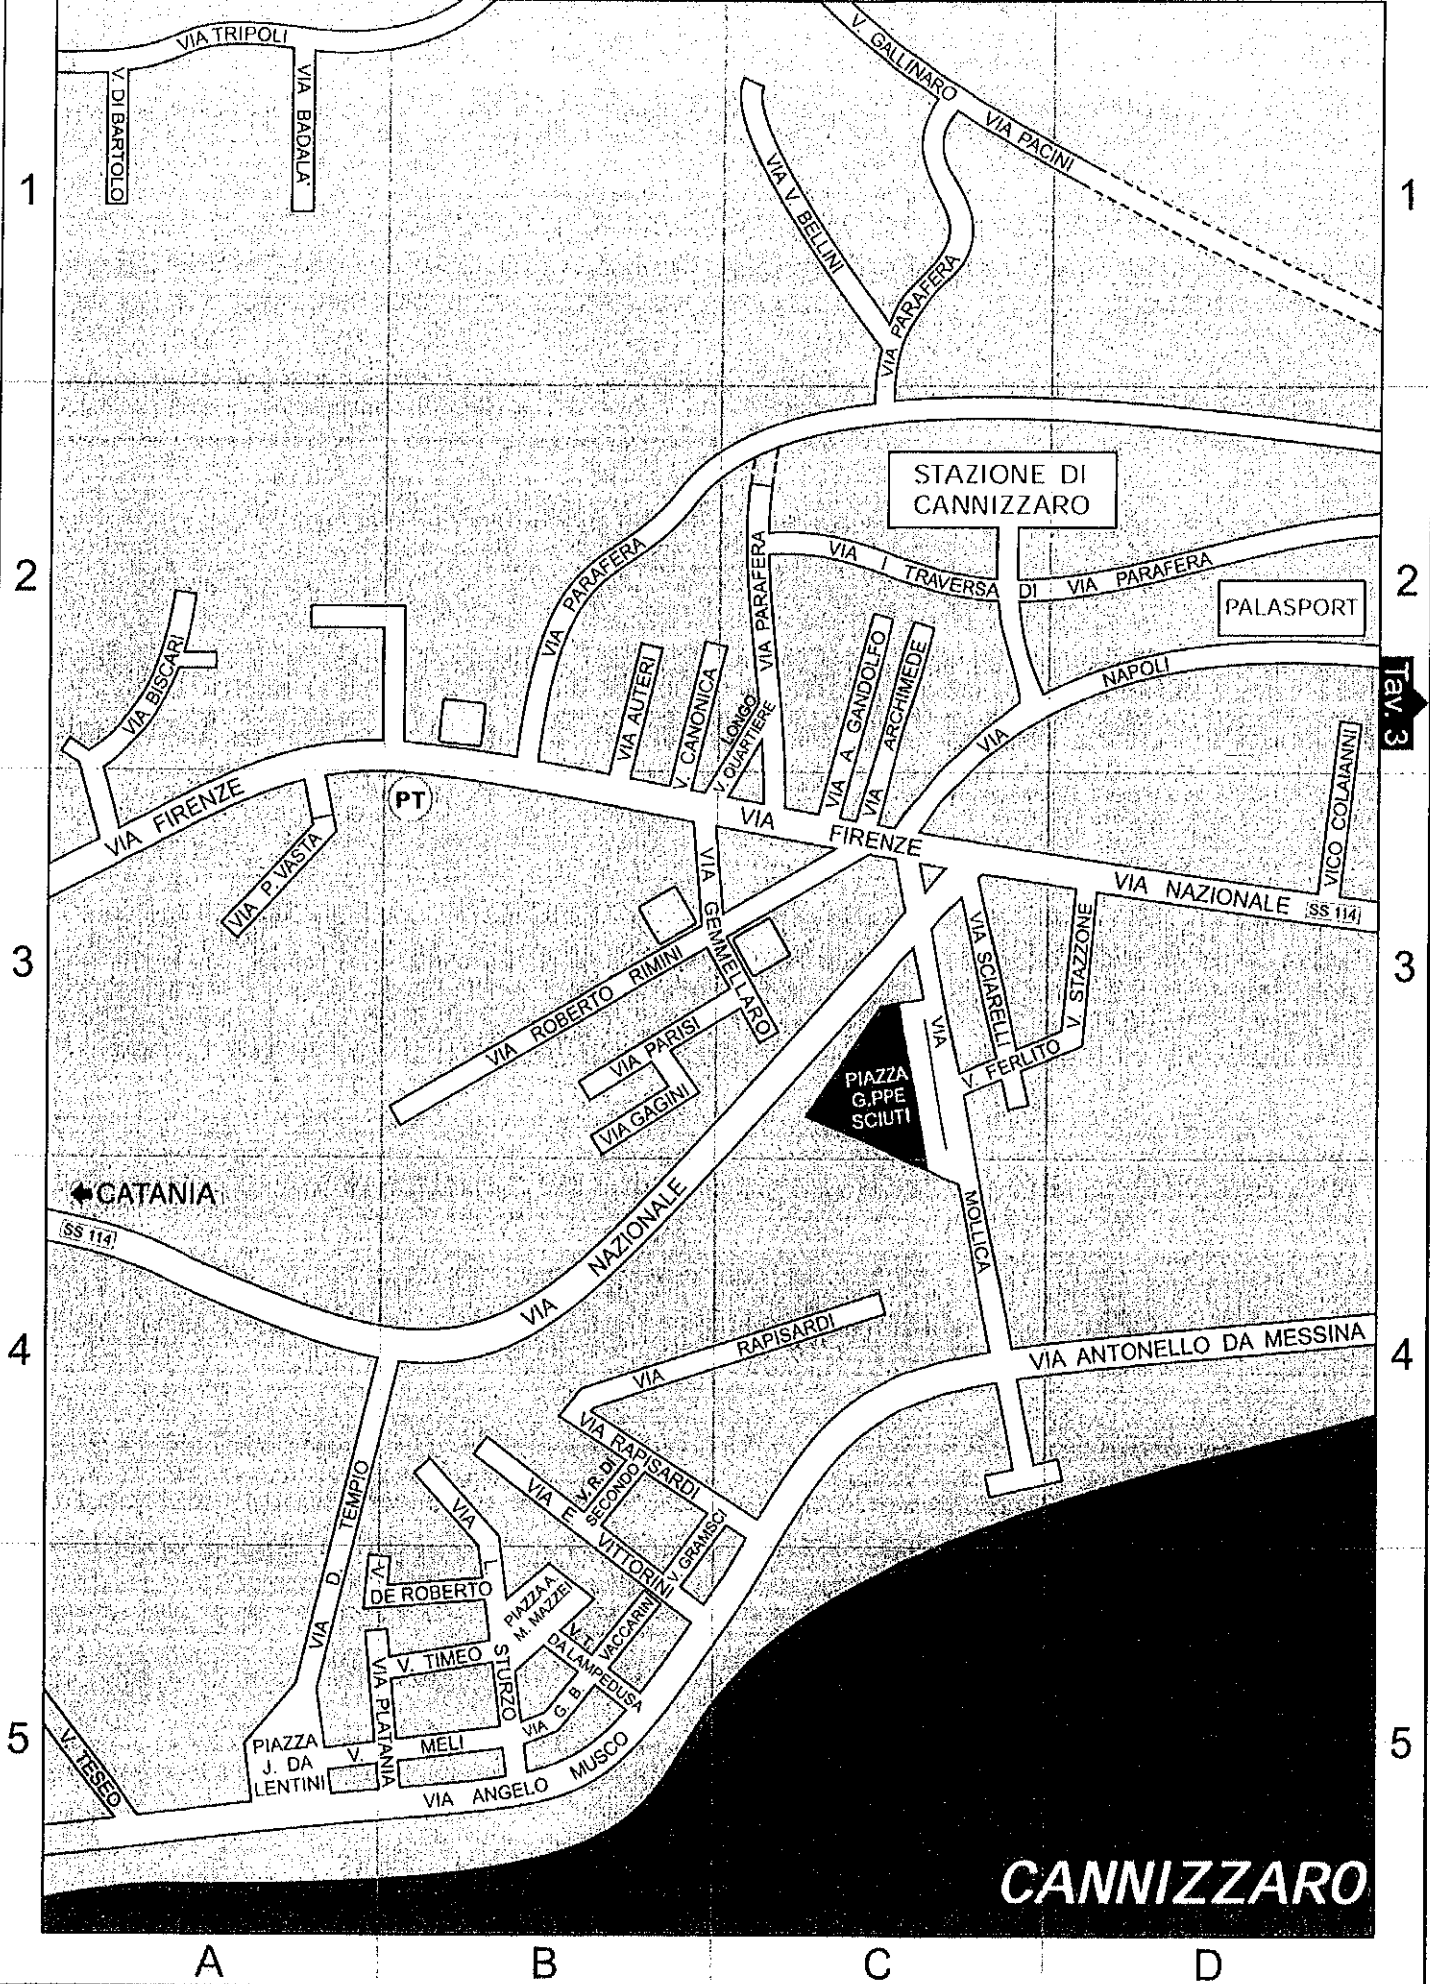 VIA TRIPOLI
V. DI BARTOLO
VIA BADALA'
V. GALLINARO
VIA PACINI
VIA V. BELLINI
VIA PARAFERA
1
1
STAZIONE DI
CANNIZZARO
VIA PARAFERA
VIA PARAFERA
VIA I TRAVERSA DI VIA PARAFERA
PALASPORT
2
2
VIA BISCARI
VIA AUTERI
V. CANONICA
LONGO
V. QUARTIERE
VIA A. GANDOLFO
VIA ARCHIMEDE
VIA NAPOLI
Tav. 3
VICO COLAIANNI
VIA FIRENZE
PT
VIA FIRENZE
VIA P. VASTA
VIA NAZIONALE
SS 114
VIA GEMMELLARO
VIA ROBERTO RIMINI
VIA PARISI
VIA GAGINI
VIA SCIARELLI
V. STAZZONE
V. FERLITO
3
3
PIAZZA
G.PPE
SCIUTI
VIA MOLLICA
CATANIA
SS 114
VIA NAZIONALE
VIA RAPISARDI
VIA ANTONELLO DA MESSINA
4
4
VIA RAPISARDI
V. R. DI
SECONDO
VIA E. VITTORINI
V. GRAMSCI
VIA D. TEMPIO
VIA L. STURZO
V.
DE ROBERTO
PIAZZA A.
M. MAZZEI
V. T.
DA LAMPEDUSA
VIA G. B. VACCARINI
V. TIMEO
VIA PLATANIA
V. MELI
PIAZZA
J. DA
LENTINI
V. TESEO
VIA ANGELO MUSCO
5
5
CANNIZZARO
A
B
C
D